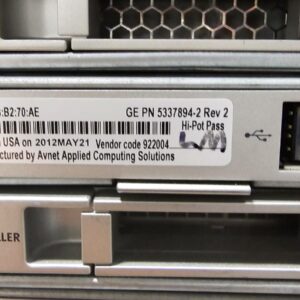 :B2:70:AE GE PN 5337894-2 Rev 2
Hi-Pot Pass
USA on 2012MAY21 Vendor code 922004
ctured by Avnet Applied Computing Solutions
LLER